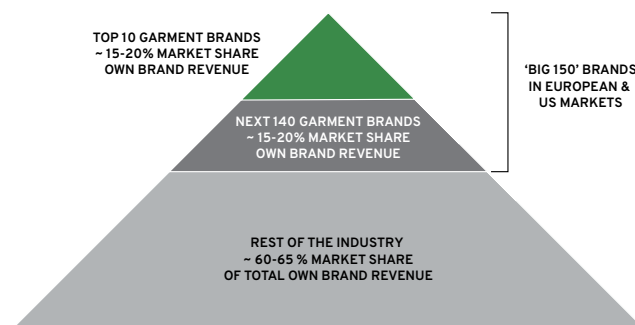 TOP 10 GARMENT BRANDS
~ 15-20% MARKET SHARE
OWN BRAND REVENUE
'BIG 150' BRANDS
IN EUROPEAN &
US MARKETS
NEXT 140 GARMENT BRANDS
~ 15-20% MARKET SHARE
OWN BRAND REVENUE
REST OF THE INDUSTRY
~ 60-65 % MARKET SHARE
OF TOTAL OWN BRAND REVENUE